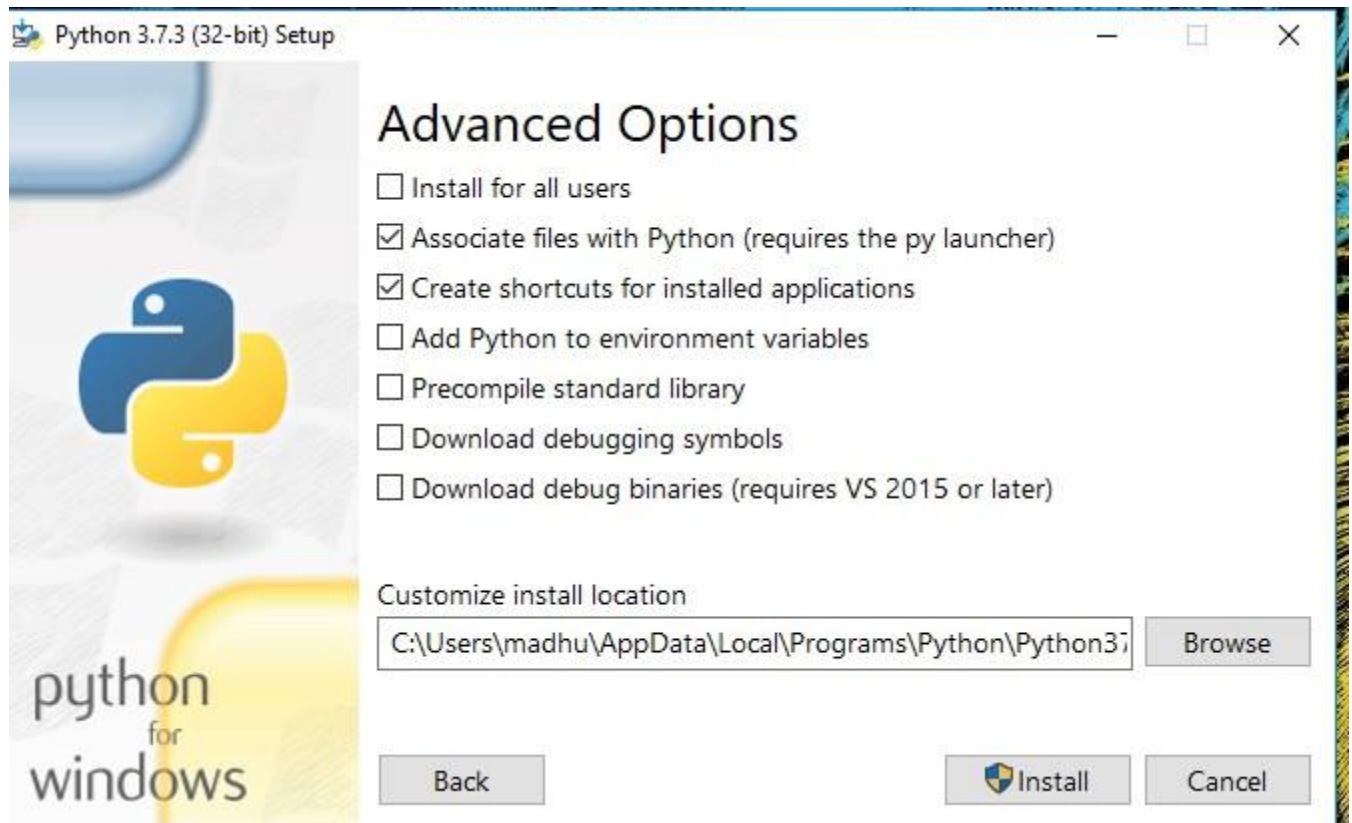 Python 3.7.3 (32-bit) Setup
Advanced Options
Install for all users
Associate files with Python (requires the py launcher)
Create shortcuts for installed applications
Add Python to environment variables
Precompile standard library
Download debugging symbols
Download debug binaries (requires VS 2015 or later)
Customize install location
C:\Users\madhu\AppData\Local\Programs\Python\Python37
Browse
python
for
windows
Back
Install
Cancel